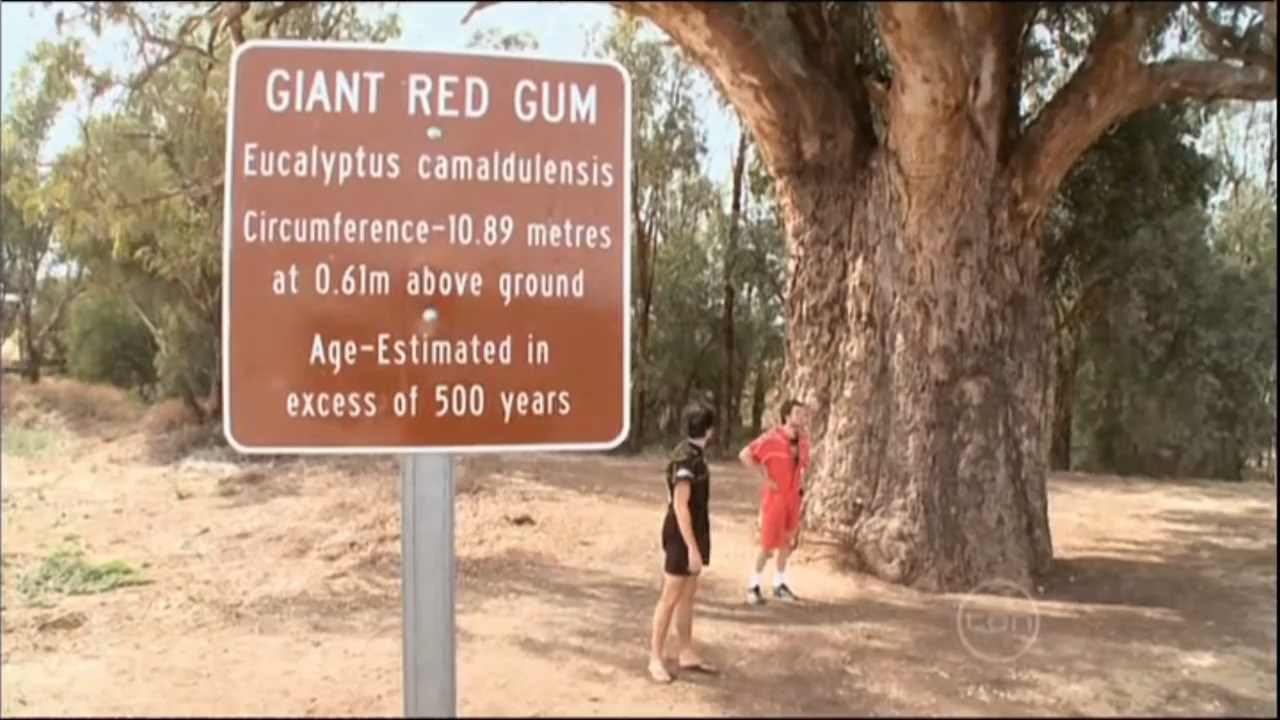 GIANT RED GUM
Eucalyptus camaldulensis
Circumference-10.89 metres
at 0.61m above ground
Age-Estimated in
excess of 500 years
ten